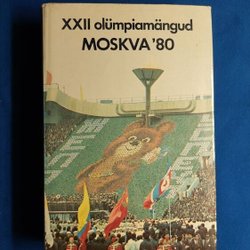 XXII olümpiamängud
MOSKVA '80